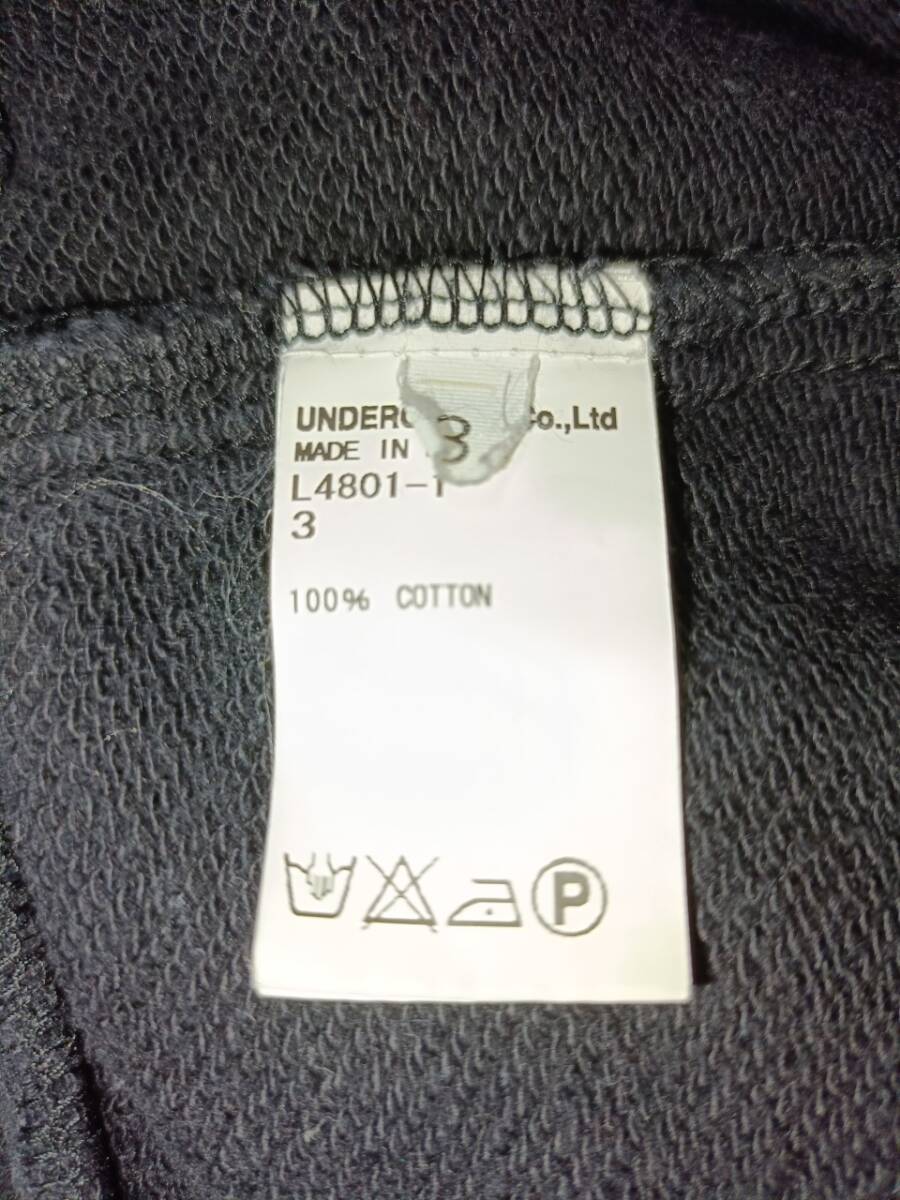 3
UNDERC Co.,Ltd
MADE IN
L4801-1
3
100% COTTON
P